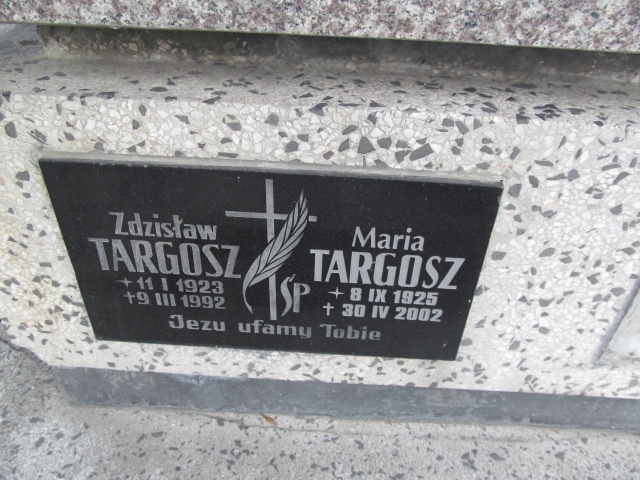 Zdzisław
TARGOSZ
* 11 I 1923
+ 9 III 1992
ŚP
Maria
TARGOSZ
* 8 IX 1925
+ 30 IV 2002
Jezu ufamy Tobie